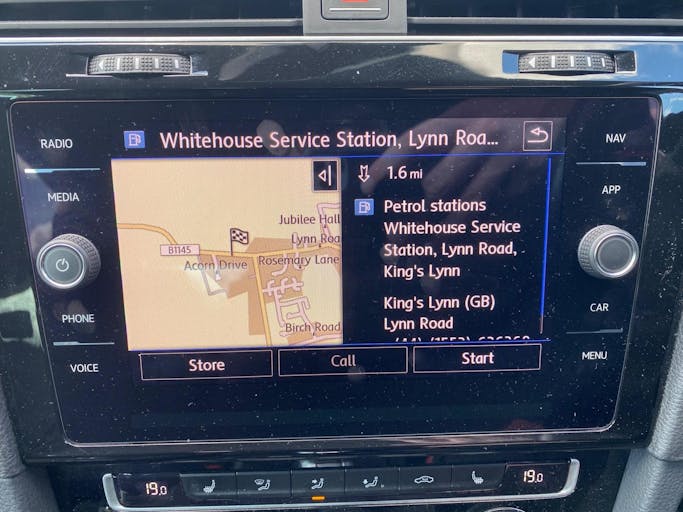 RADIO
MEDIA
PHONE
VOICE
Whitehouse Service Station, Lynn Roa...
NAV
APP
CAR
MENU
1.6 mi
Petrol stations
Whitehouse Service
Station, Lynn Road,
King's Lynn
King's Lynn (GB)
Lynn Road
Jubilee Hall
Lynn Roa
B1145
Acorn Drive
Rosemary Lane
Birch Road
Store
Call
Start
19.0
19.0